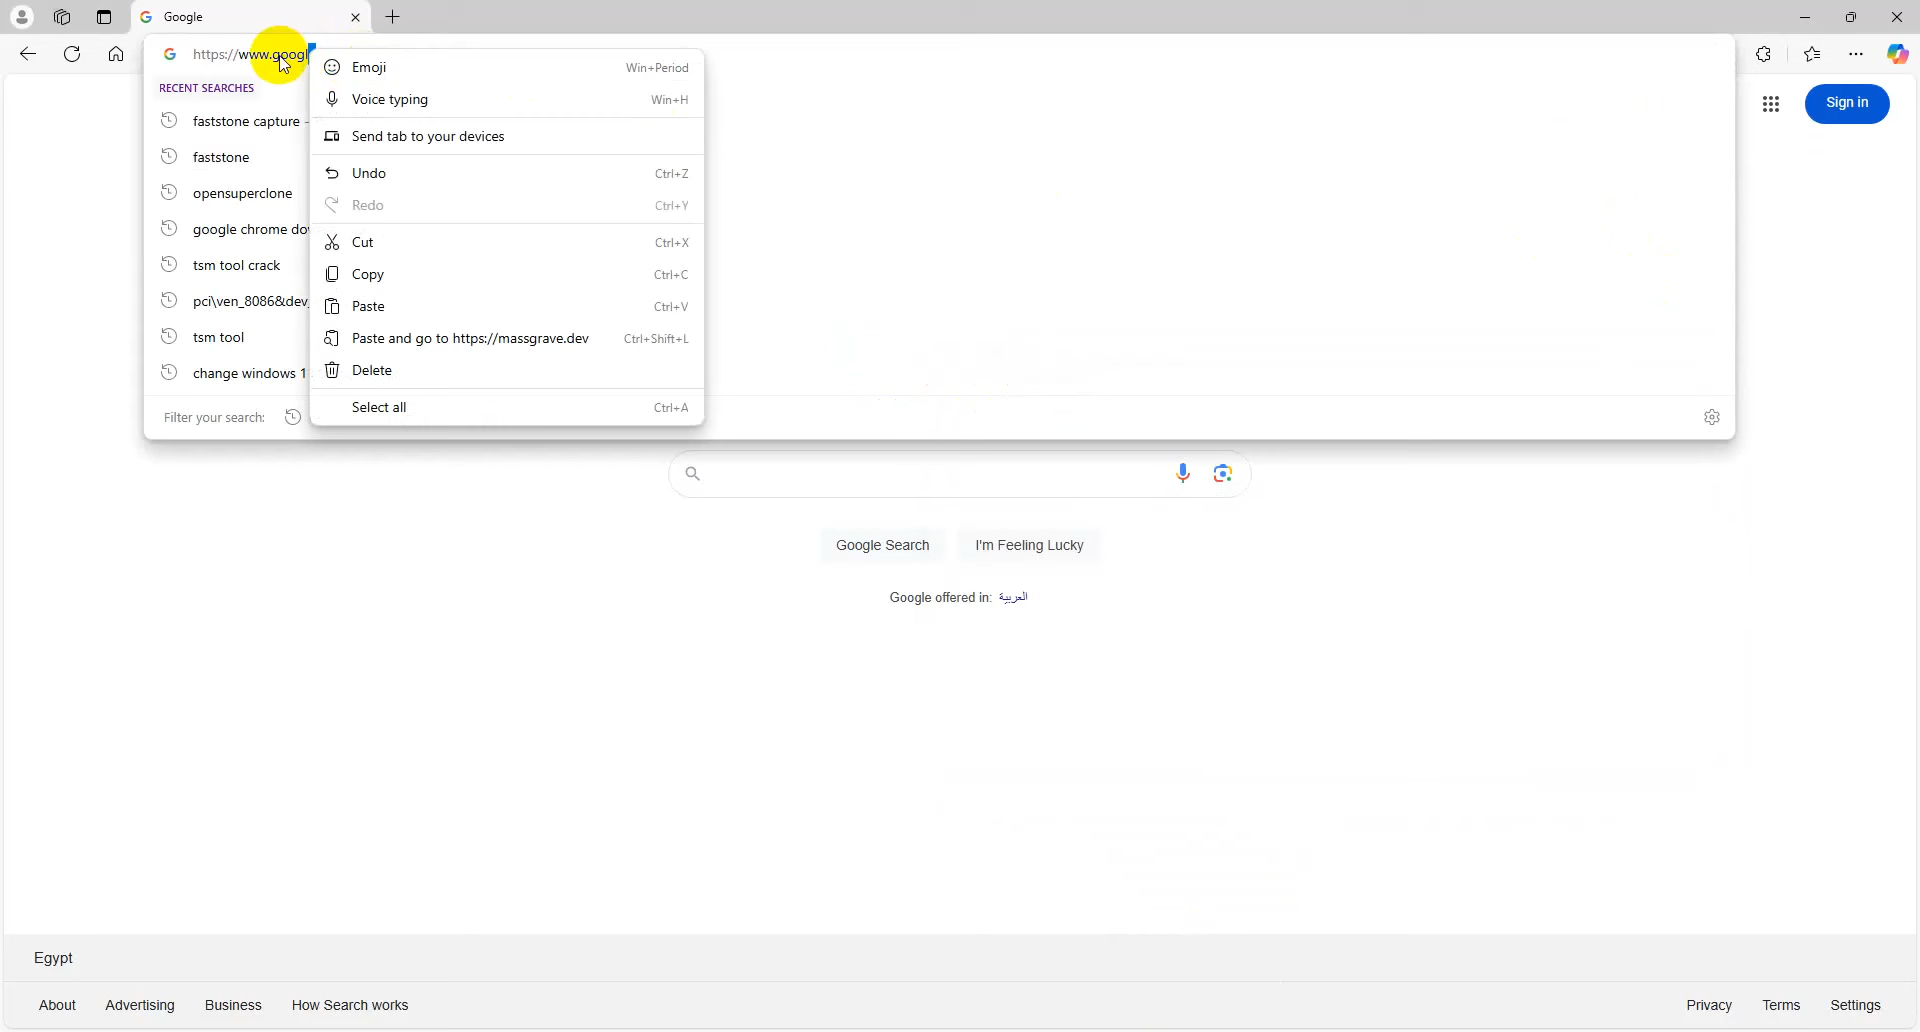 Google
https://www.googl
Emoji Win+Period
RECENT SEARCHES
Voice typing Win+H
faststone capture -
Send tab to your devices
Sign in
faststone
Undo Ctrl+Z
opensuperclone
Redo Ctrl+Y
google chrome do
Cut Ctrl+X
tsm tool crack
Copy Ctrl+C
pci\ven_8086&dev_
Paste Ctrl+V
tsm tool
Paste and go to https://massgrave.dev Ctrl+Shift+L
change windows 1
Delete
Select all Ctrl+A
Filter your search:
Google Search I'm Feeling Lucky
Google offered in: العربية
Egypt
About Advertising Business How Search works Privacy Terms Settings